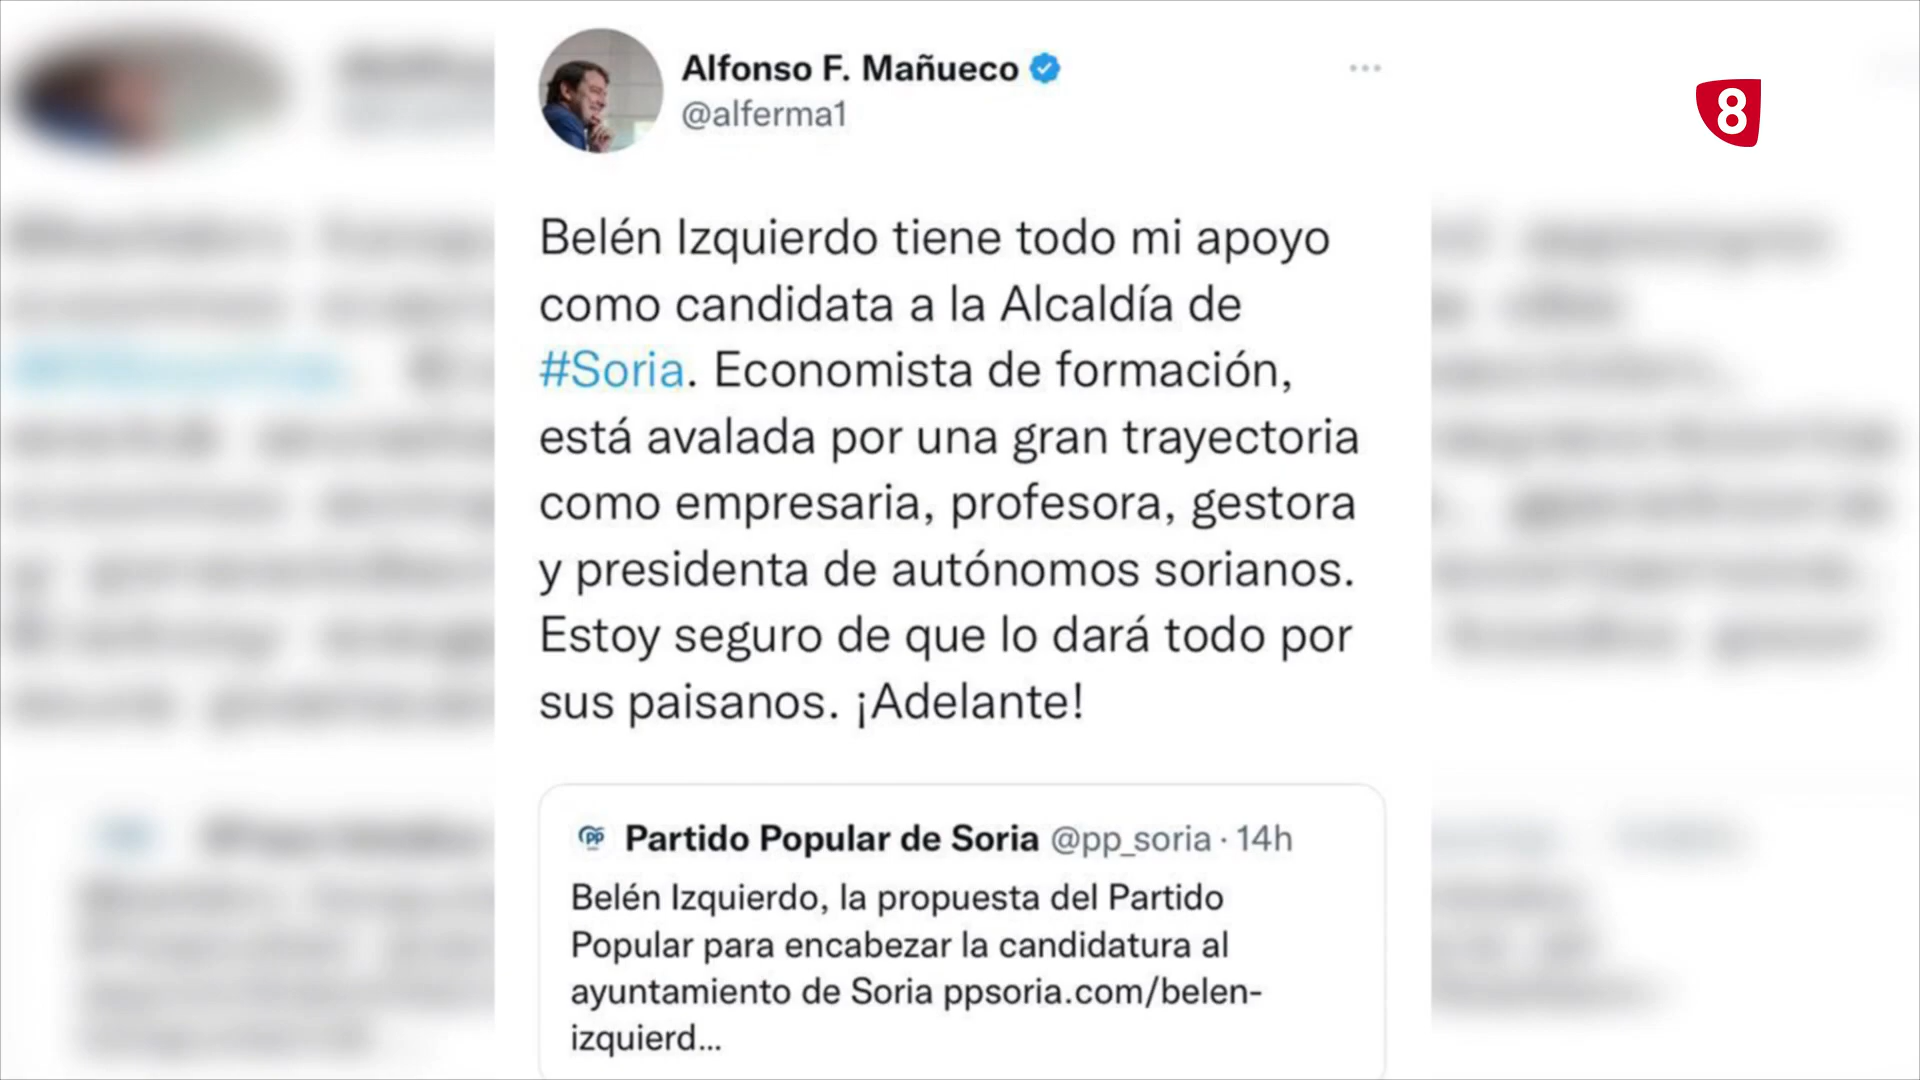 Alfonso F. Mañueco
@alferma1
8
Belén Izquierdo tiene todo mi apoyo
como candidata a la Alcaldía de
#Soria. Economista de formación,
está avalada por una gran trayectoria
como empresaria, profesora, gestora
y presidenta de autónomos sorianos.
Estoy seguro de que lo dará todo por
sus paisanos. ¡Adelante!
PP Partido Popular de Soria @pp_soria · 14h
Belén Izquierdo, la propuesta del Partido
Popular para encabezar la candidatura al
ayuntamiento de Soria ppsoria.com/belen-
izquierd...